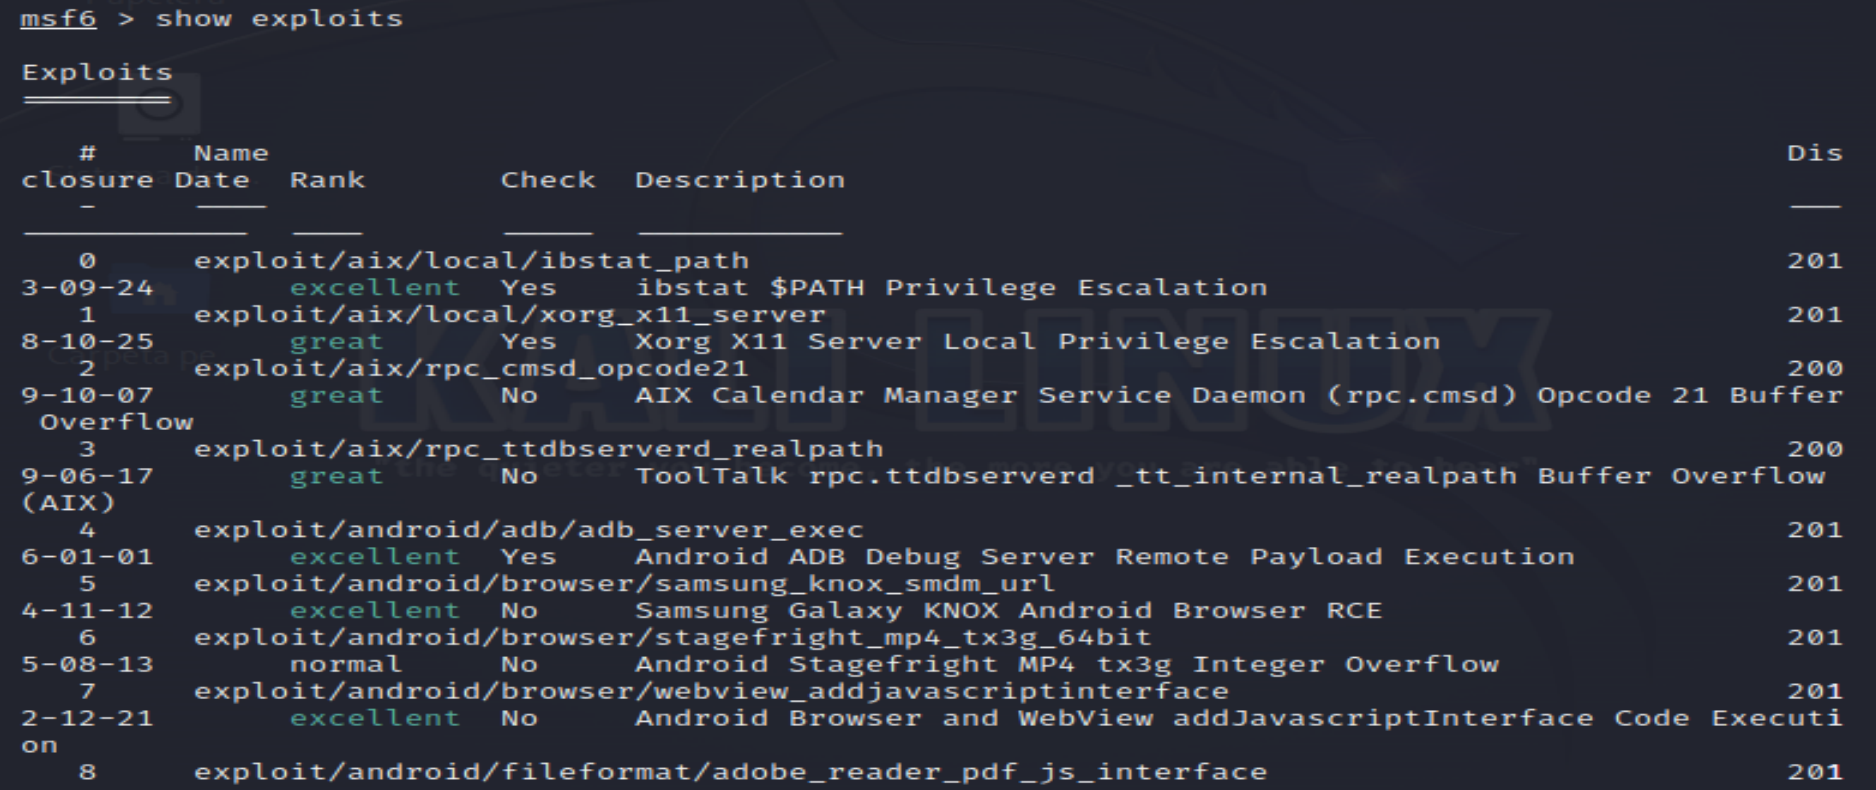 msf6 > show exploits
Exploits
# Name Dis
closure Date Rank Check Description
0 exploit/aix/local/ibstat_path 201
3-09-24 excellent Yes ibstat $PATH Privilege Escalation
1 exploit/aix/local/xorg_x11_server 201
8-10-25 great Yes Xorg X11 Server Local Privilege Escalation
2 exploit/aix/rpc_cmsd_opcode21 200
9-10-07 great No AIX Calendar Manager Service Daemon (rpc.cmsd) Opcode 21 Buffer
Overflow
3 exploit/aix/rpc_ttdbserverd_realpath 200
9-06-17 great No ToolTalk rpc.ttdbserverd _tt_internal_realpath Buffer Overflow
(AIX)
4 exploit/android/adb/adb_server_exec 201
6-01-01 excellent Yes Android ADB Debug Server Remote Payload Execution
5 exploit/android/browser/samsung_knox_smdm_url 201
4-11-12 excellent No Samsung Galaxy KNOX Android Browser RCE
6 exploit/android/browser/stagefright_mp4_tx3g_64bit 201
5-08-13 normal No Android Stagefright MP4 tx3g Integer Overflow
7 exploit/android/browser/webview_addjavascriptinterface 201
2-12-21 excellent No Android Browser and WebView addJavascriptInterface Code Executi
on
8 exploit/android/fileformat/adobe_reader_pdf_js_interface 201
KALI LINUX
Carpeta pe